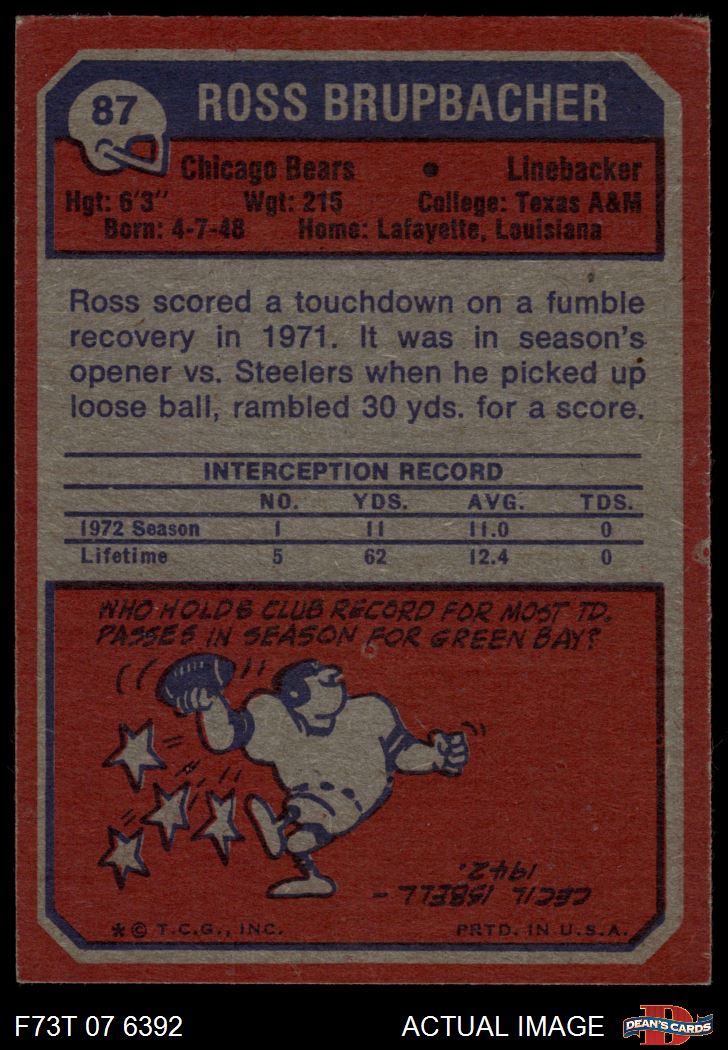 87
ROSS BRUPBACHER
Chicago Bears • Linebacker
Hgt: 6'3" Wgt: 215 College: Texas A&M
Born: 4-7-48 Home: Lafayette, Louisiana
Ross scored a touchdown on a fumble
recovery in 1971. It was in season's
opener vs. Steelers when he picked up
loose ball, rambled 30 yds. for a score.
INTERCEPTION RECORD
NO. YDS. AVG. TDS.
1972 Season 1 11 11.0 0
Lifetime 5 62 12.4 0
WHO HOLDS CLUB RECORD FOR MOST TD.
PASSES IN SEASON FOR GREEN BAY?
CECIL ISBELL -
1942.
*© T.C.G., INC. PRTD. IN U.S.A.
F73T 07 6392 ACTUAL IMAGE
D
DEAN'S CARDS